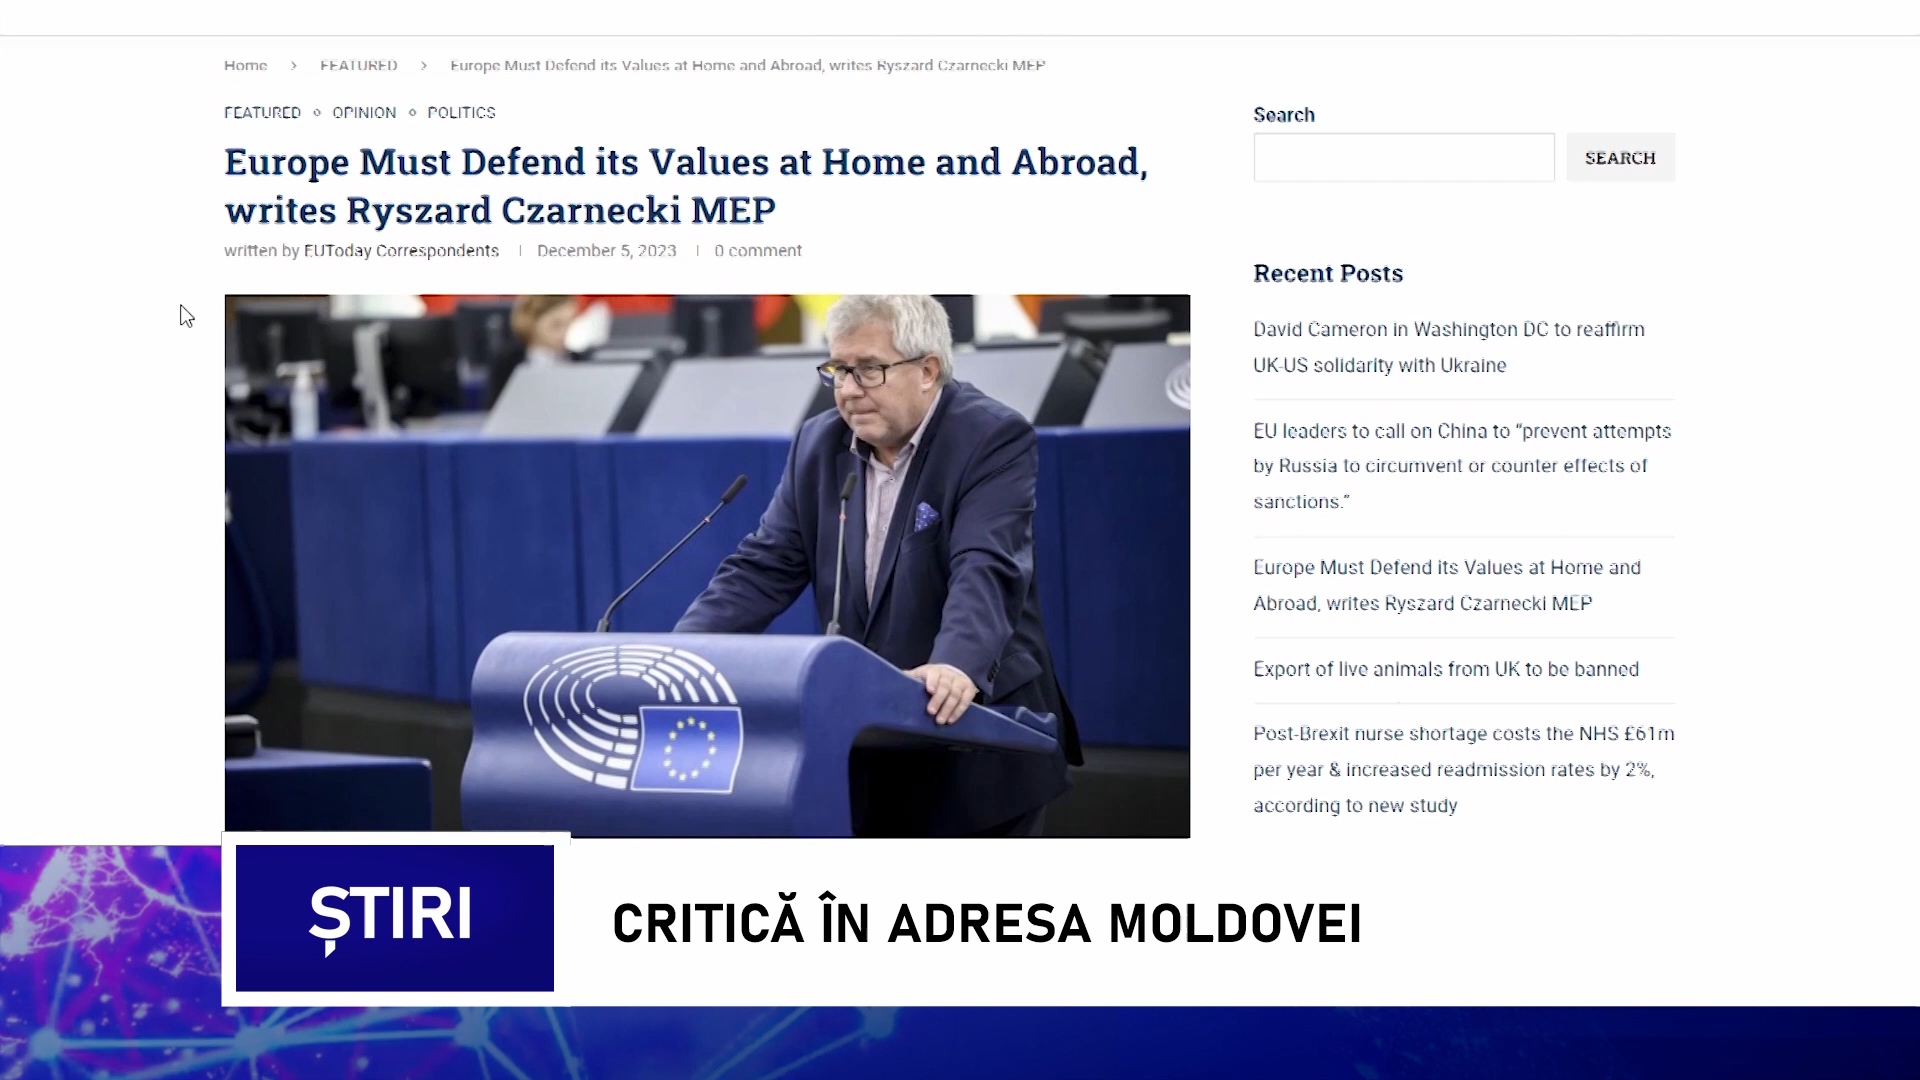 Home > FEATURED > Europe Must Defend its Values at Home and Abroad, writes Ryszard Czarnecki MEP
FEATURED ○ OPINION ○ POLITICS
Europe Must Defend its Values at Home and Abroad,
writes Ryszard Czarnecki MEP
written by EUToday Correspondents | December 5, 2023 | 0 comment
Search
SEARCH
Recent Posts
David Cameron in Washington DC to reaffirm
UK-US solidarity with Ukraine
EU leaders to call on China to “prevent attempts
by Russia to circumvent or counter effects of
sanctions.”
Europe Must Defend its Values at Home and
Abroad, writes Ryszard Czarnecki MEP
Export of live animals from UK to be banned
Post-Brexit nurse shortage costs the NHS £61m
per year & increased readmission rates by 2%,
according to new study
ȘTIRI
CRITICĂ ÎN ADRESA MOLDOVEI